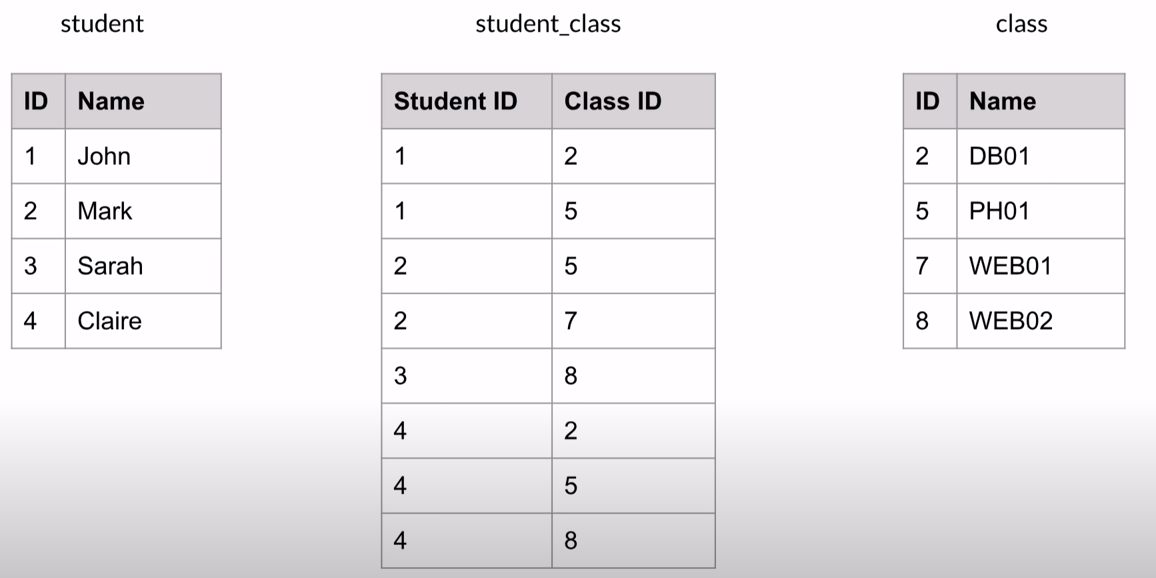 student
ID Name
1 John
2 Mark
3 Sarah
4 Claire
student_class
Student ID Class ID
1 2
1 5
2 5
2 7
3 8
4 2
4 5
4 8
class
ID Name
2 DB01
5 PH01
7 WEB01
8 WEB02